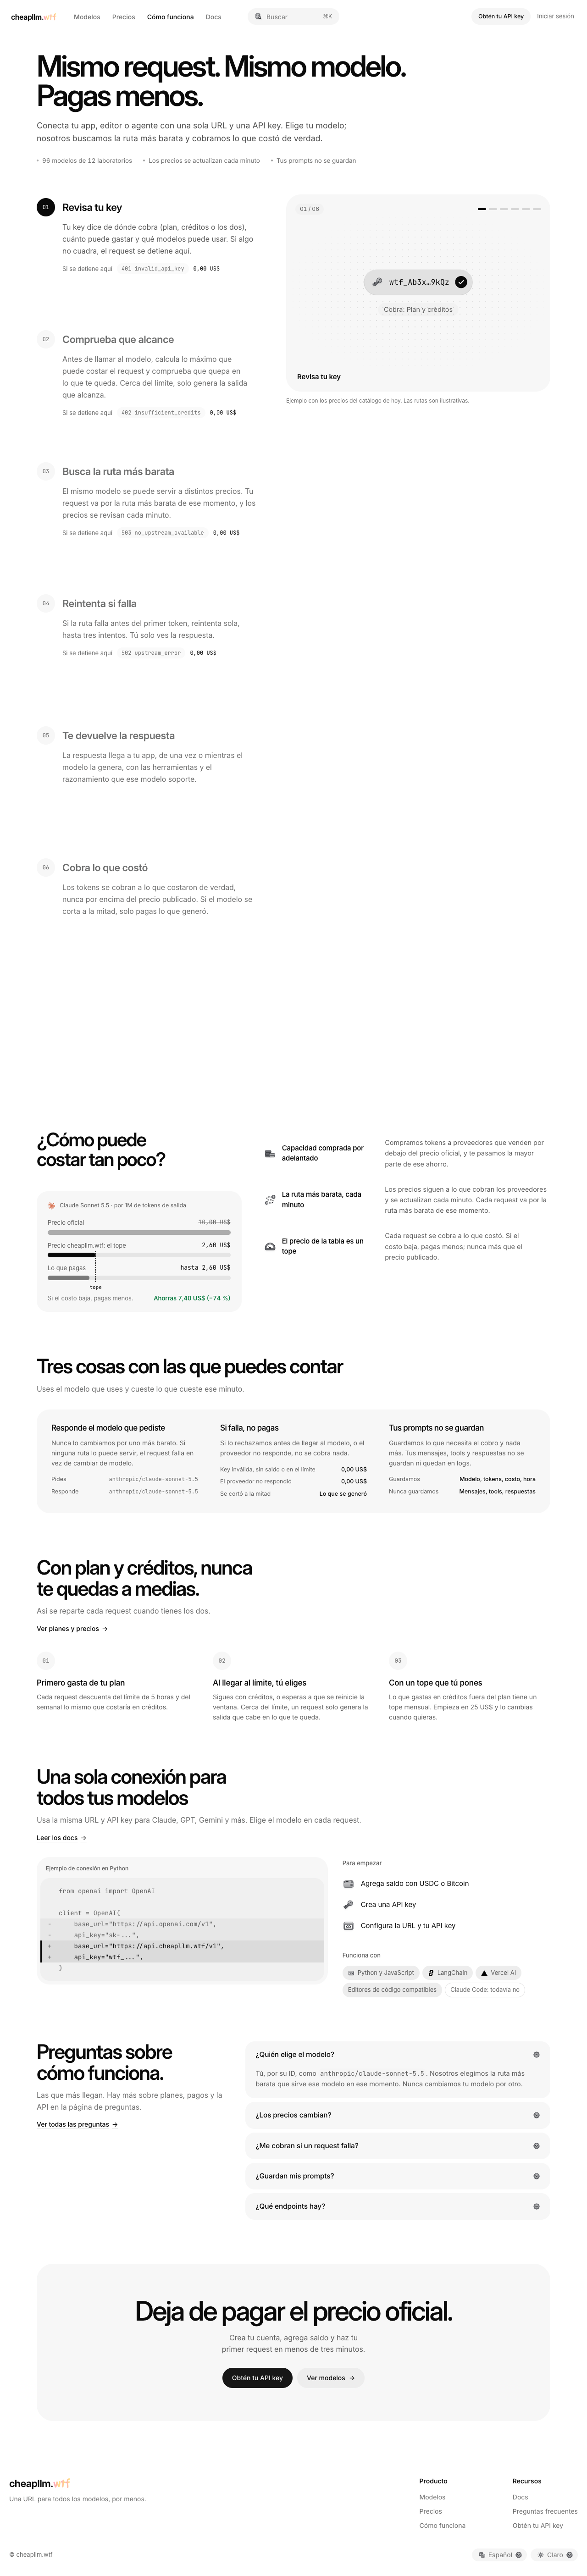 cheapllm.wtf
Modelos
Precios
Cómo funciona
Docs
Buscar
⌘K
Obtén tu API key
Iniciar sesión
Mismo request. Mismo modelo.
Pagas menos.
Conecta tu app, editor o agente con una sola URL y una API key. Elige tu modelo;
nosotros buscamos la ruta más barata y cobramos lo que costó de verdad.
• 96 modelos de 12 laboratorios
• Los precios se actualizan cada minuto
• Tus prompts no se guardan
01
Revisa tu key
Tu key dice de dónde cobra (plan, créditos o los dos),
cuánto puede gastar y qué modelos puede usar. Si algo
no cuadra, el request se detiene aquí.
Si se detiene aquí 401 invalid_api_key 0,00 US$
01 / 06
wtf_Ab3x…9kQz
Cobra: Plan y créditos
Revisa tu key
Ejemplo con los precios del catálogo de hoy. Las rutas son ilustrativas.
02
Comprueba que alcance
Antes de llamar al modelo, calcula lo máximo que
puede costar el request y comprueba que quepa en
lo que te queda. Cerca del límite, solo genera la salida
que alcanza.
Si se detiene aquí 402 insufficient_credits 0,00 US$
03
Busca la ruta más barata
El mismo modelo se puede servir a distintos precios. Tu
request va por la ruta más barata de ese momento, y los
precios se revisan cada minuto.
Si se detiene aquí 503 no_upstream_available 0,00 US$
04
Reintenta si falla
Si la ruta falla antes del primer token, reintenta sola,
hasta tres intentos. Tú solo ves la respuesta.
Si se detiene aquí 502 upstream_error 0,00 US$
05
Te devuelve la respuesta
La respuesta llega a tu app, de una vez o mientras el
modelo la genera, con las herramientas y el
razonamiento que ese modelo soporte.
06
Cobra lo que costó
Los tokens se cobran a lo que costaron de verdad,
nunca por encima del precio publicado. Si el modelo se
corta a la mitad, solo pagas lo que generó.
¿Cómo puede
costar tan poco?
Claude Sonnet 5.5 · por 1M de tokens de salida
Precio oficial 10,00 US$
Precio cheapllm.wtf: el tope 2,60 US$
Lo que pagas hasta 2,60 US$
tope
Si el costo baja, pagas menos. Ahorras 7,40 US$ (−74 %)
Capacidad comprada por
adelantado
Compramos tokens a proveedores que venden por
debajo del precio oficial, y te pasamos la mayor
parte de ese ahorro.
La ruta más barata, cada
minuto
Los precios siguen a lo que cobran los proveedores
y se actualizan cada minuto. Cada request va por la
ruta más barata de ese momento.
El precio de la tabla es un
tope
Cada request se cobra a lo que costó. Si el
costo baja, pagas menos; nunca más que el
precio publicado.
Tres cosas con las que puedes contar
Uses el modelo que uses y cueste lo que cueste ese minuto.
Responde el modelo que pediste
Nunca lo cambiamos por uno más barato. Si
ninguna ruta lo puede servir, el request falla en
vez de cambiar de modelo.
Pides anthropic/claude-sonnet-5.5
Responde anthropic/claude-sonnet-5.5
Si falla, no pagas
Si lo rechazamos antes de llegar al modelo, o el
proveedor no responde, no se cobra nada.
Key inválida, sin saldo o en el límite 0,00 US$
El proveedor no respondió 0,00 US$
Se cortó a la mitad Lo que se generó
Tus prompts no se guardan
Guardamos lo que necesita el cobro y nada
más. Tus mensajes, tools y respuestas no se
guardan ni quedan en logs.
Guardamos Modelo, tokens, costo, hora
Nunca guardamos Mensajes, tools, respuestas
Con plan y créditos, nunca
te quedas a medias.
Así se reparte cada request cuando tienes los dos.
Ver planes y precios →
01
Primero gasta de tu plan
Cada request descuenta del límite de 5 horas y del
semanal lo mismo que costaría en créditos.
02
Al llegar al límite, tú eliges
Sigues con créditos, o esperas a que se reinicie la
ventana. Cerca del límite, un request solo genera la
salida que cabe en lo que te queda.
03
Con un tope que tú pones
Lo que gastas en créditos fuera del plan tiene un
tope mensual. Empieza en 25 US$ y lo cambias
cuando quieras.
Una sola conexión para
todos tus modelos
Usa la misma URL y API key para Claude, GPT, Gemini y más. Elige el modelo en cada request.
Leer los docs →
Ejemplo de conexión en Python
from openai import OpenAI
client = OpenAI(
- base_url="https://api.openai.com/v1",
- api_key="sk-...",
+ base_url="https://api.cheapllm.wtf/v1",
+ api_key="wtf_...",
)
Para empezar
Agrega saldo con USDC o Bitcoin
Crea una API key
Configura la URL y tu API key
Funciona con
Python y JavaScript
LangChain
Vercel AI
Editores de código compatibles
Claude Code: todavía no
Preguntas sobre
cómo funciona.
Las que más llegan. Hay más sobre planes, pagos y la
API en la página de preguntas.
Ver todas las preguntas →
¿Quién elige el modelo?
Tú, por su ID, como anthropic/claude-sonnet-5.5. Nosotros elegimos la ruta más
barata que sirve ese modelo en ese momento. Nunca cambiamos tu modelo por otro.
¿Los precios cambian?
¿Me cobran si un request falla?
¿Guardan mis prompts?
¿Qué endpoints hay?
Deja de pagar el precio oficial.
Crea tu cuenta, agrega saldo y haz tu
primer request en menos de tres minutos.
Obtén tu API key
Ver modelos →
cheapllm.wtf
Una URL para todos los modelos, por menos.
Producto
Modelos
Precios
Cómo funciona
Recursos
Docs
Preguntas frecuentes
Obtén tu API key
© cheapllm.wtf
Español
Claro